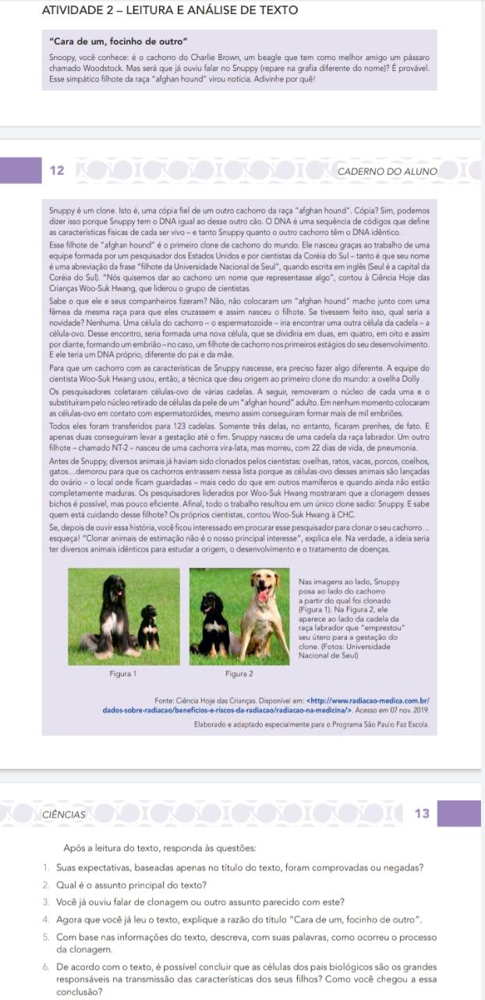 ATIVIDADE 2 – LEITURA E ANÁLISE DE TEXTO
“Cara de um, focinho de outro”
Snoopy, você conhece: é o cachorro do Charlie Brown, um beagle que tem como melhor amigo um pássaro
chamado Woodstock. Mas será que já ouviu falar no Snuppy (repare na grafia diferente do nome)? É provável.
Esse simpático filhote da raça “afghan hound” virou notícia. Adivinhe por quê!
12
CADERNO DO ALUNO
Snuppy é um clone. Isto é, uma cópia fiel de um outro cachorro da raça “afghan hound”. Cópia? Sim, podemos
dizer isso porque Snuppy tem o DNA igual ao desse outro cão. O DNA é uma sequência de códigos que define
as características físicas de cada ser vivo – e tanto Snuppy quanto o outro cachorro têm o DNA idêntico.
Esse filhote de “afghan hound” é o primeiro clone de cachorro do mundo. Ele nasceu graças ao trabalho de uma
equipe formada por um pesquisador dos Estados Unidos e por cientistas da Coréia do Sul – tanto é que seu nome
é uma abreviação da frase “filhote da Universidade Nacional de Seul”, quando escrita em inglês (Seul é a capital da
Coréia do Sul). “Nós quisemos dar ao cachorro um nome que representasse algo”, contou à Ciência Hoje das
Crianças Woo-Suk Hwang, que liderou o grupo de cientistas.
Sabe o que ele e seus companheiros fizeram? Não, não colocaram um “afghan hound” macho junto com uma
fêmea da mesma raça para que eles cruzassem e assim nasceu o filhote. Se tivessem feito isso, qual seria a
novidade? Nenhuma. Uma célula do cachorro – o espermatozoide – iria encontrar uma outra célula da cadela – a
célula-ovo. Desse encontro, seria formada uma nova célula, que se dividiria em duas, em quatro, em oito e assim
por diante, formando um embrião – no caso, um filhote de cachorro nos primeiros estágios do seu desenvolvimento.
E ele teria um DNA próprio, diferente do pai e da mãe.
Para que um cachorro com as características de Snuppy nascesse, era preciso fazer algo diferente. A equipe do
cientista Woo-Suk Hwang usou, então, a técnica que deu origem ao primeiro clone do mundo: a ovelha Dolly .
Os pesquisadores coletaram células-ovo de várias cadelas. A seguir, removeram o núcleo de cada uma e o
substituíram pelo núcleo retirado de células da pele de um “afghan hound” adulto. Em nenhum momento colocaram
as células-ovo em contato com espermatozóides, mesmo assim conseguiram formar mais de mil embriões.
Todos eles foram transferidos para 123 cadelas. Somente três delas, no entanto, ficaram prenhes, de fato. E
apenas duas conseguiram levar a gestação até o fim. Snuppy nasceu de uma cadela da raça labrador. Um outro
filhote – chamado NT-2 – nasceu de uma cachorra vira-lata, mas morreu, com 22 dias de vida, de pneumonia.
Antes de Snuppy, diversos animais já haviam sido clonados pelos cientistas: ovelhas, ratos, vacas, porcos, coelhos,
gatos...demorou para que os cachorros entrassem nessa lista porque as células-ovo desses animais são lançadas
do ovário – o local onde ficam guardadas – mais cedo do que em outros mamíferos e quando ainda não estão
completamente maduras. Os pesquisadores liderados por Woo-Suk Hwang mostraram que a clonagem desses
bichos é possível, mas pouco eficiente. Afinal, todo o trabalho resultou em um único clone sadio: Snuppy. E sabe
quem está cuidando desse filhote? Os próprios cientistas, contou Woo-Suk Hwang à CHC.
Se, depois de ouvir essa história, você ficou interessado em procurar esse pesquisador para clonar o seu cachorro...
esqueça! “Clonar animais de estimação não é o nosso principal interesse”, explica ele. Na verdade, a ideia seria
ter diversos animais idênticos para estudar a origem, o desenvolvimento e o tratamento de doenças.
Nas imagens ao lado, Snuppy
posa ao lado do cachorro
a partir do qual foi clonado
(Figura 1). Na Figura 2, ele
aparece ao lado da cadela da
raça labrador que “emprestou”
seu útero para a gestação do
clone. (Fotos: Universidade
Nacional de Seul)
Figura 1
Figura 2
Fonte: Ciência Hoje das Crianças. Disponível em: <http://www.radiacao-medica.com.br/
dados-sobre-radiacao/beneficios-e-riscos-da-radiacao/radiacao-na-medicina/>. Acesso em 07 nov. 2019.
Elaborado e adaptado especialmente para o Programa São Paulo Faz Escola.
CIÊNCIAS
13
Após a leitura do texto, responda às questões:
1. Suas expectativas, baseadas apenas no título do texto, foram comprovadas ou negadas?
2. Qual é o assunto principal do texto?
3. Você já ouviu falar de clonagem ou outro assunto parecido com este?
4. Agora que você já leu o texto, explique a razão do título “Cara de um, focinho de outro”.
5. Com base nas informações do texto, descreva, com suas palavras, como ocorreu o processo
da clonagem.
6. De acordo com o texto, é possível concluir que as células dos pais biológicos são os grandes
responsáveis na transmissão das características dos seus filhos? Como você chegou a essa
conclusão?